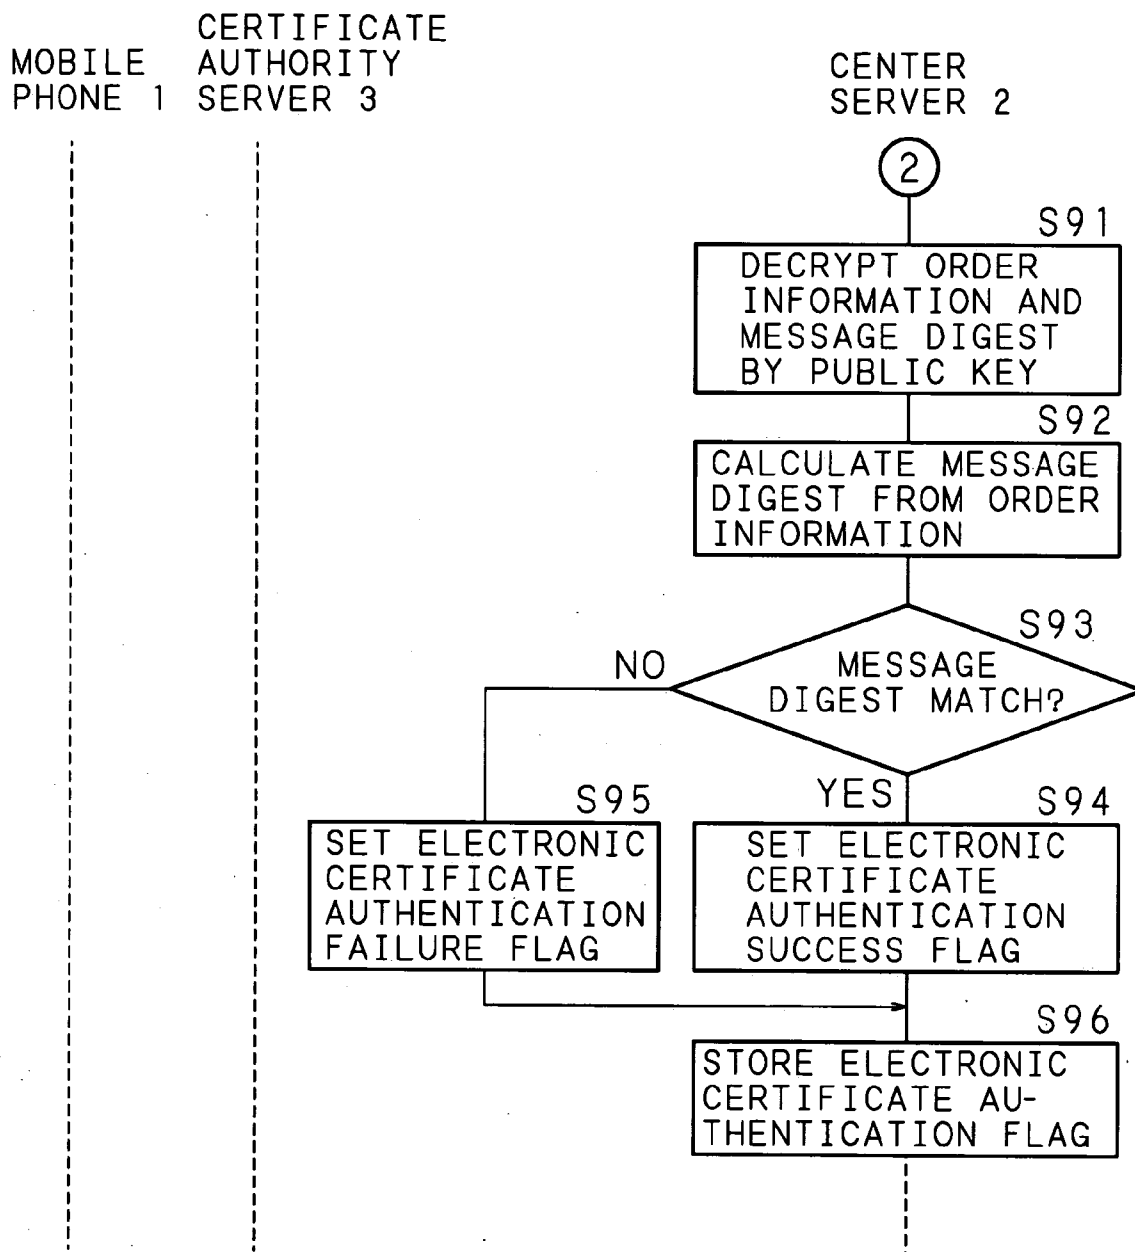 MOBILE
PHONE 1
CERTIFICATE
AUTHORITY
SERVER 3
CENTER
SERVER 2
2
S91
DECRYPT ORDER
INFORMATION AND
MESSAGE DIGEST
BY PUBLIC KEY
S92
CALCULATE MESSAGE
DIGEST FROM ORDER
INFORMATION
S93
MESSAGE
DIGEST MATCH?
NO
YES
S95
SET ELECTRONIC
CERTIFICATE
AUTHENTICATION
FAILURE FLAG
S94
SET ELECTRONIC
CERTIFICATE
AUTHENTICATION
SUCCESS FLAG
S96
STORE ELECTRONIC
CERTIFICATE AU-
THENTICATION FLAG